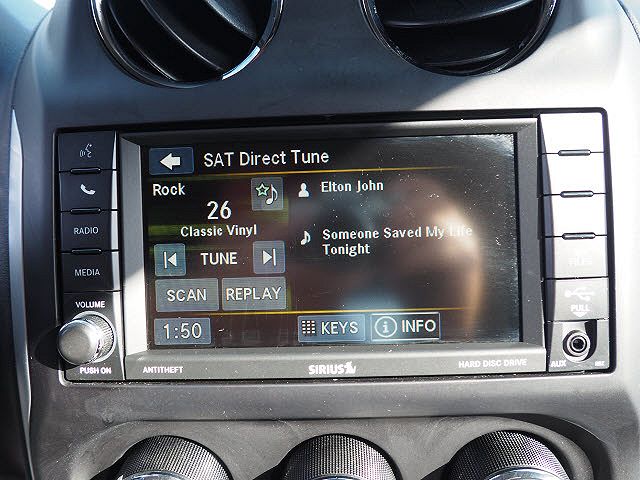 SAT Direct Tune
Rock
26
Classic Vinyl
Elton John
Someone Saved My Life
Tonight
TUNE
SCAN
REPLAY
1:50
KEYS
INFO
RADIO
MEDIA
VOLUME
PUSH ON
ANTITHEFT
SIRIUS
HARD DISC DRIVE
PULL
AUX